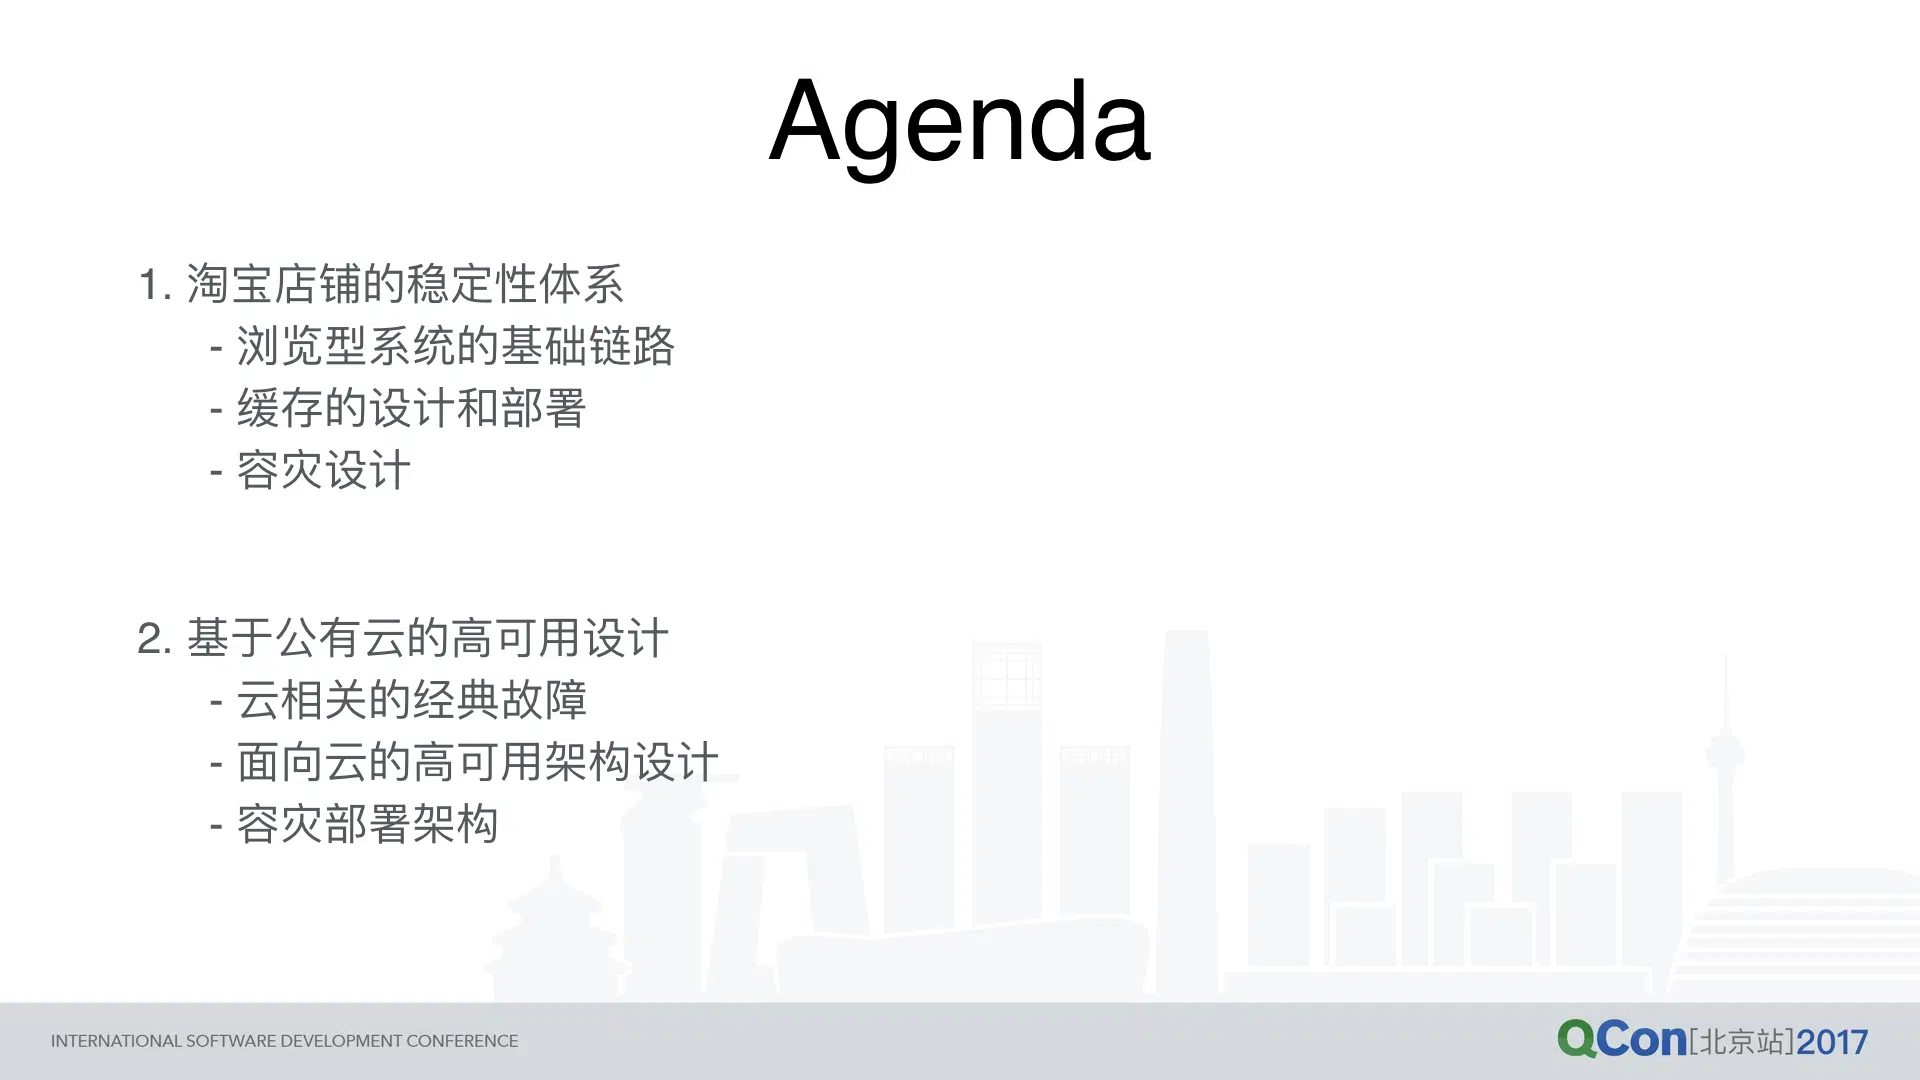 Agenda
1. 淘宝店铺的稳定性体系
- 浏览型系统的基础链路
- 缓存的设计和部署
- 容灾设计
2. 基于公有云的高可用设计
- 云相关的经典故障
- 面向云的高可用架构设计
- 容灾部署架构
INTERNATIONAL SOFTWARE DEVELOPMENT CONFERENCE
QCon[北京站]2017